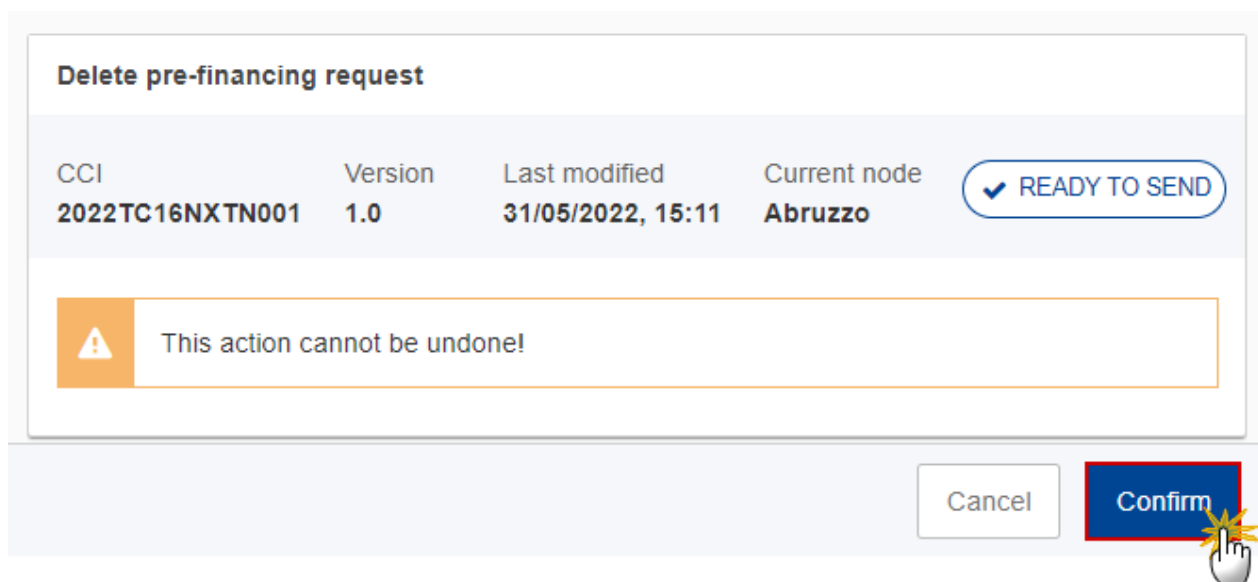 Delete pre-financing request
CCI Version Last modified Current node READY TO SEND
2022TC16NXTN001 1.0 31/05/2022, 15:11 Abruzzo
This action cannot be undone!
Cancel Confirm